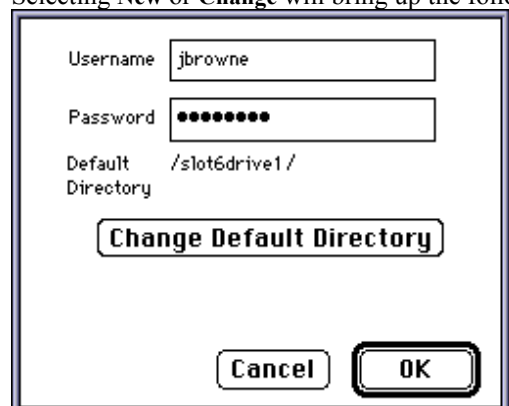 Selecting New or Change will bring up the foll
Username jbrowne
Password ●●●●●●●●
Default /slot6drive1/
Directory
Change Default Directory
Cancel OK